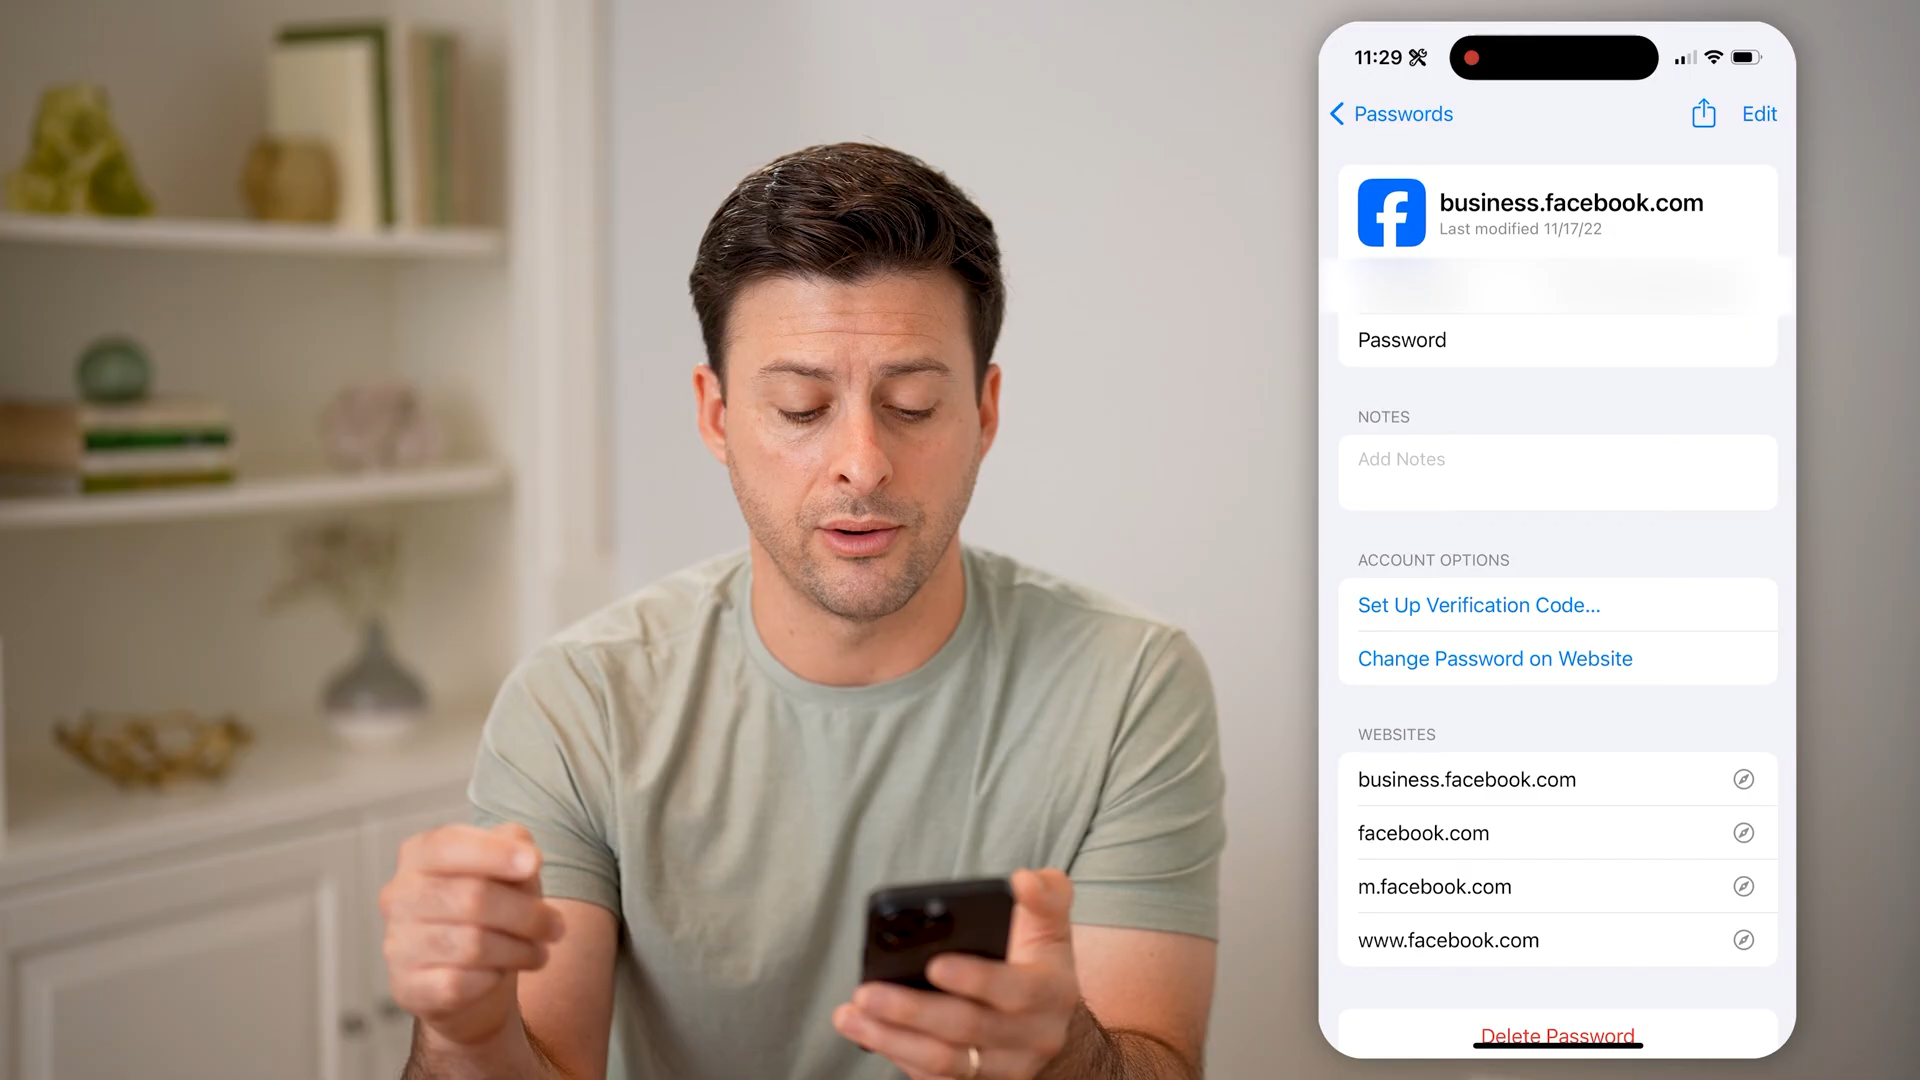 11:29
Passwords
Edit
business.facebook.com
Last modified 11/17/22
Password
NOTES
Add Notes
ACCOUNT OPTIONS
Set Up Verification Code...
Change Password on Website
WEBSITES
business.facebook.com
facebook.com
m.facebook.com
www.facebook.com
Delete Password